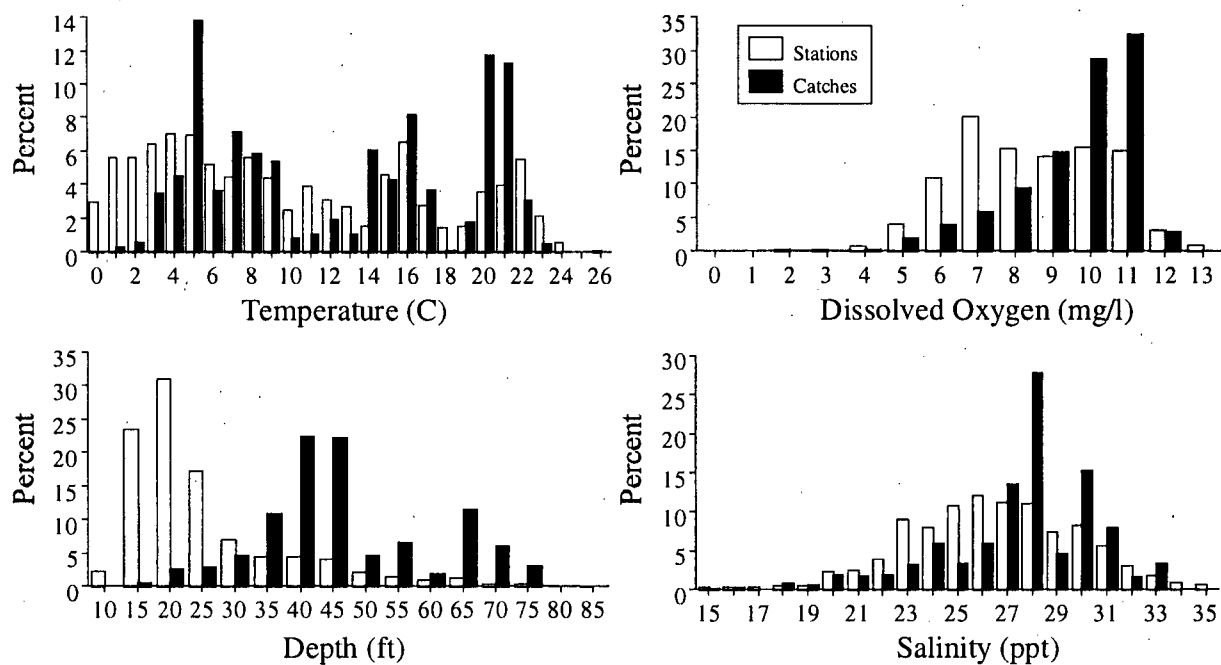 14
12
10
8
6
4
2
0
Percent
0 2 4 6 8 10 12 14 16 18 20 22 24 26
Temperature (C)
35
30
25
20
15
10
5
0
Percent
Stations
Catches
0 1 2 3 4 5 6 7 8 9 10 11 12 13
Dissolved Oxygen (mg/l)
35
30
25
20
15
10
5
0
Percent
10 15 20 25 30 35 40 45 50 55 60 65 70 75 80 85
Depth (ft)
30
25
20
15
10
5
0
Percent
15 17 19 21 23 25 27 29 31 33 35
Salinity (ppt)